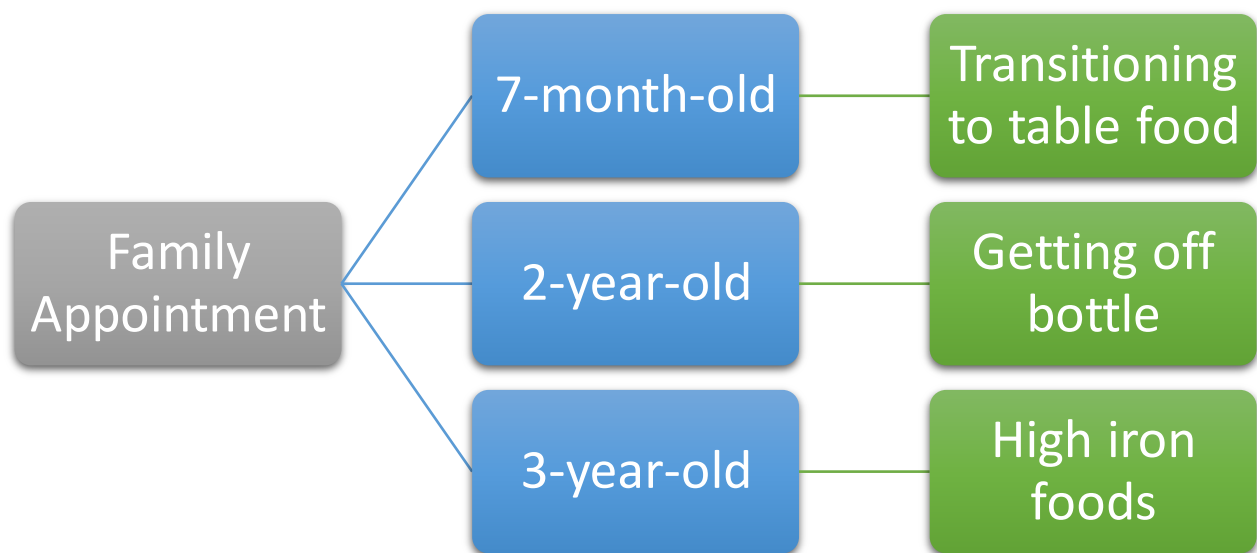 Family
Appointment
7-month-old
Transitioning
to table food
2-year-old
Getting off
bottle
3-year-old
High iron
foods